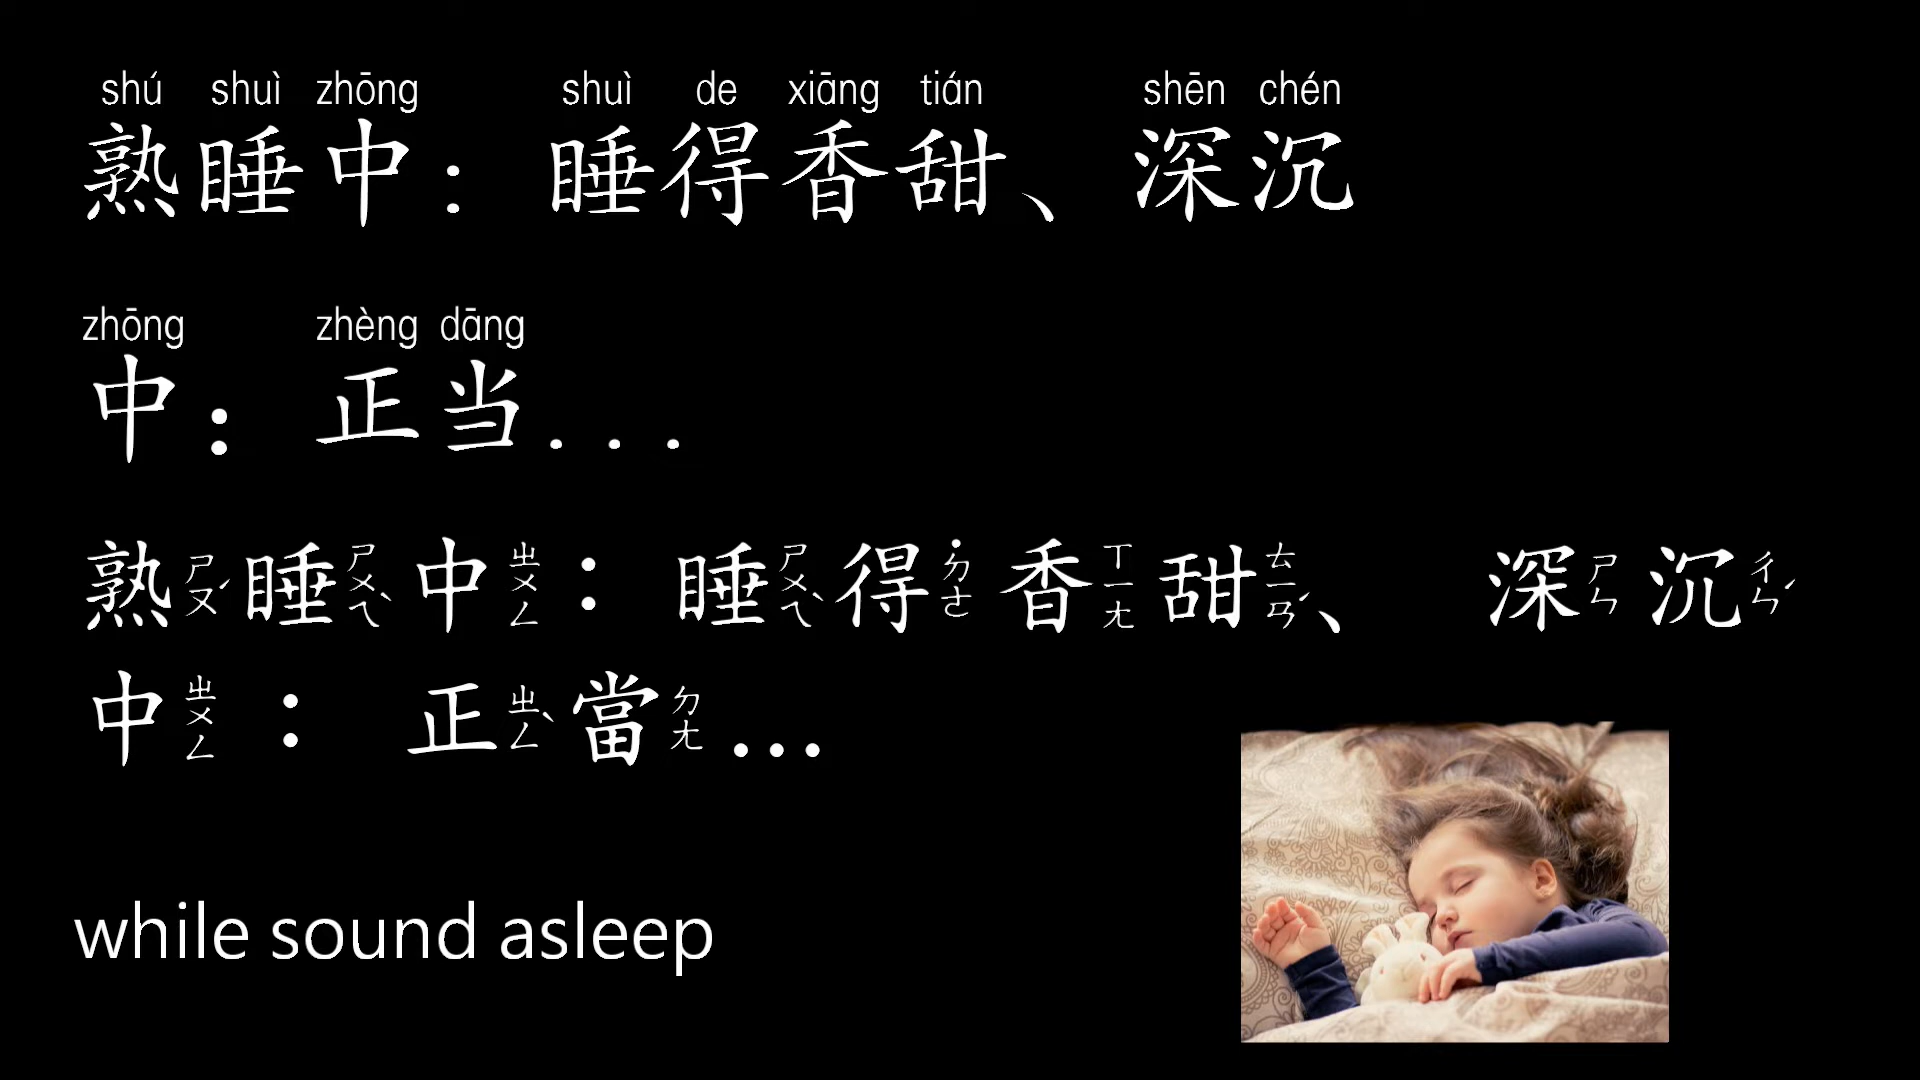 shú shuì zhōng shuì de xiāng tián shēn chén
熟睡中：睡得香甜、深沉
zhōng zhèng dāng
中：正当...
熟ㄕㄡˊ睡ㄕㄨㄟˋ中ㄓㄨㄥ：睡ㄕㄨㄟˋ得˙ㄉㄜ香ㄒㄧㄤ甜ㄊㄧㄢˊ、深ㄕㄣ沉ㄔㄣˊ
中ㄓㄨㄥ：正ㄓㄥˋ當ㄉㄤ...
while sound asleep